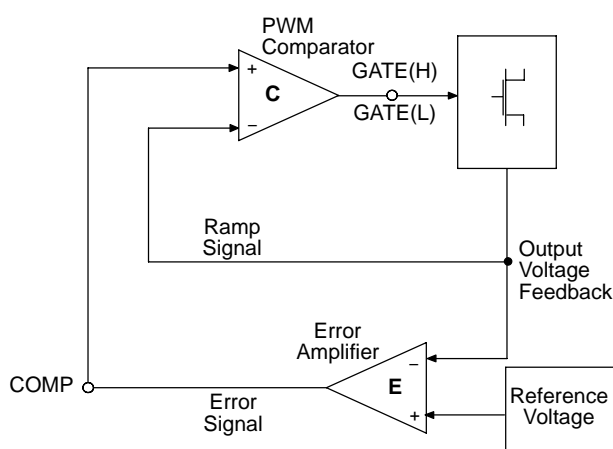 PWM
Comparator
+
C
−
GATE(H)
GATE(L)
Ramp
Signal
Output
Voltage
Feedback
Error
Amplifier
−
E
+
COMP
Error
Signal
Reference
Voltage